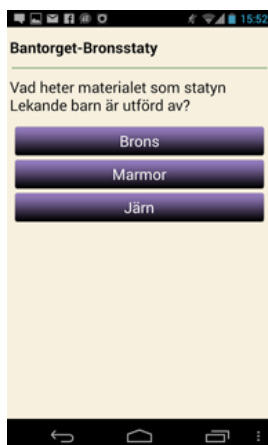 15:52
Bantorget-Bronsstaty
Vad heter materialet som statyn
Lekande barn är utförd av?
Brons
Marmor
Järn